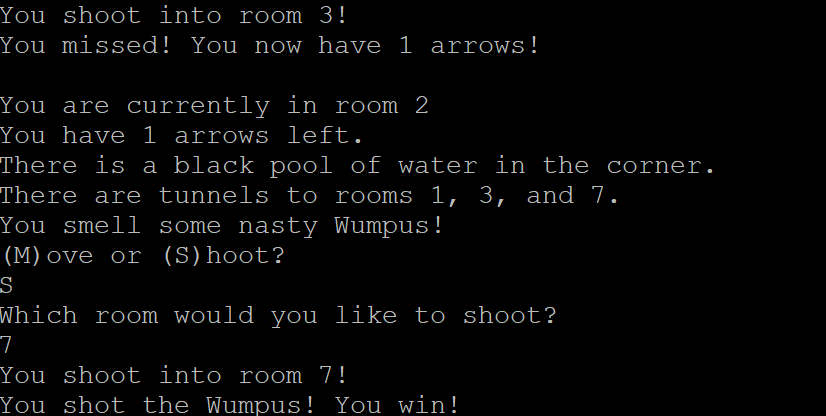 You shoot into room 3!
You missed! You now have 1 arrows!
You are currently in room 2
You have 1 arrows left.
There is a black pool of water in the corner.
There are tunnels to rooms 1, 3, and 7.
You smell some nasty Wumpus!
(M)ove or (S)hoot?
S
Which room would you like to shoot?
7
You shoot into room 7!
You shot the Wumpus! You win!